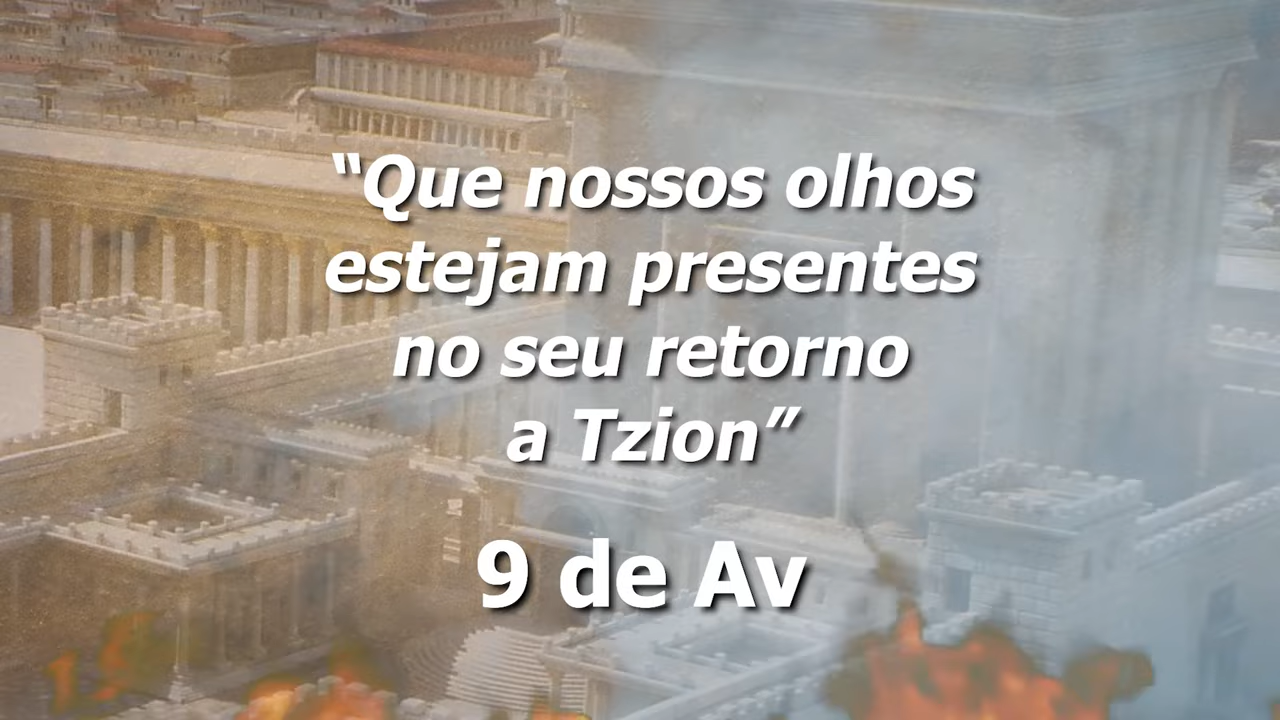 “Que nossos olhos
estejam presentes
no seu retorno
a Tzion”
9 de Av